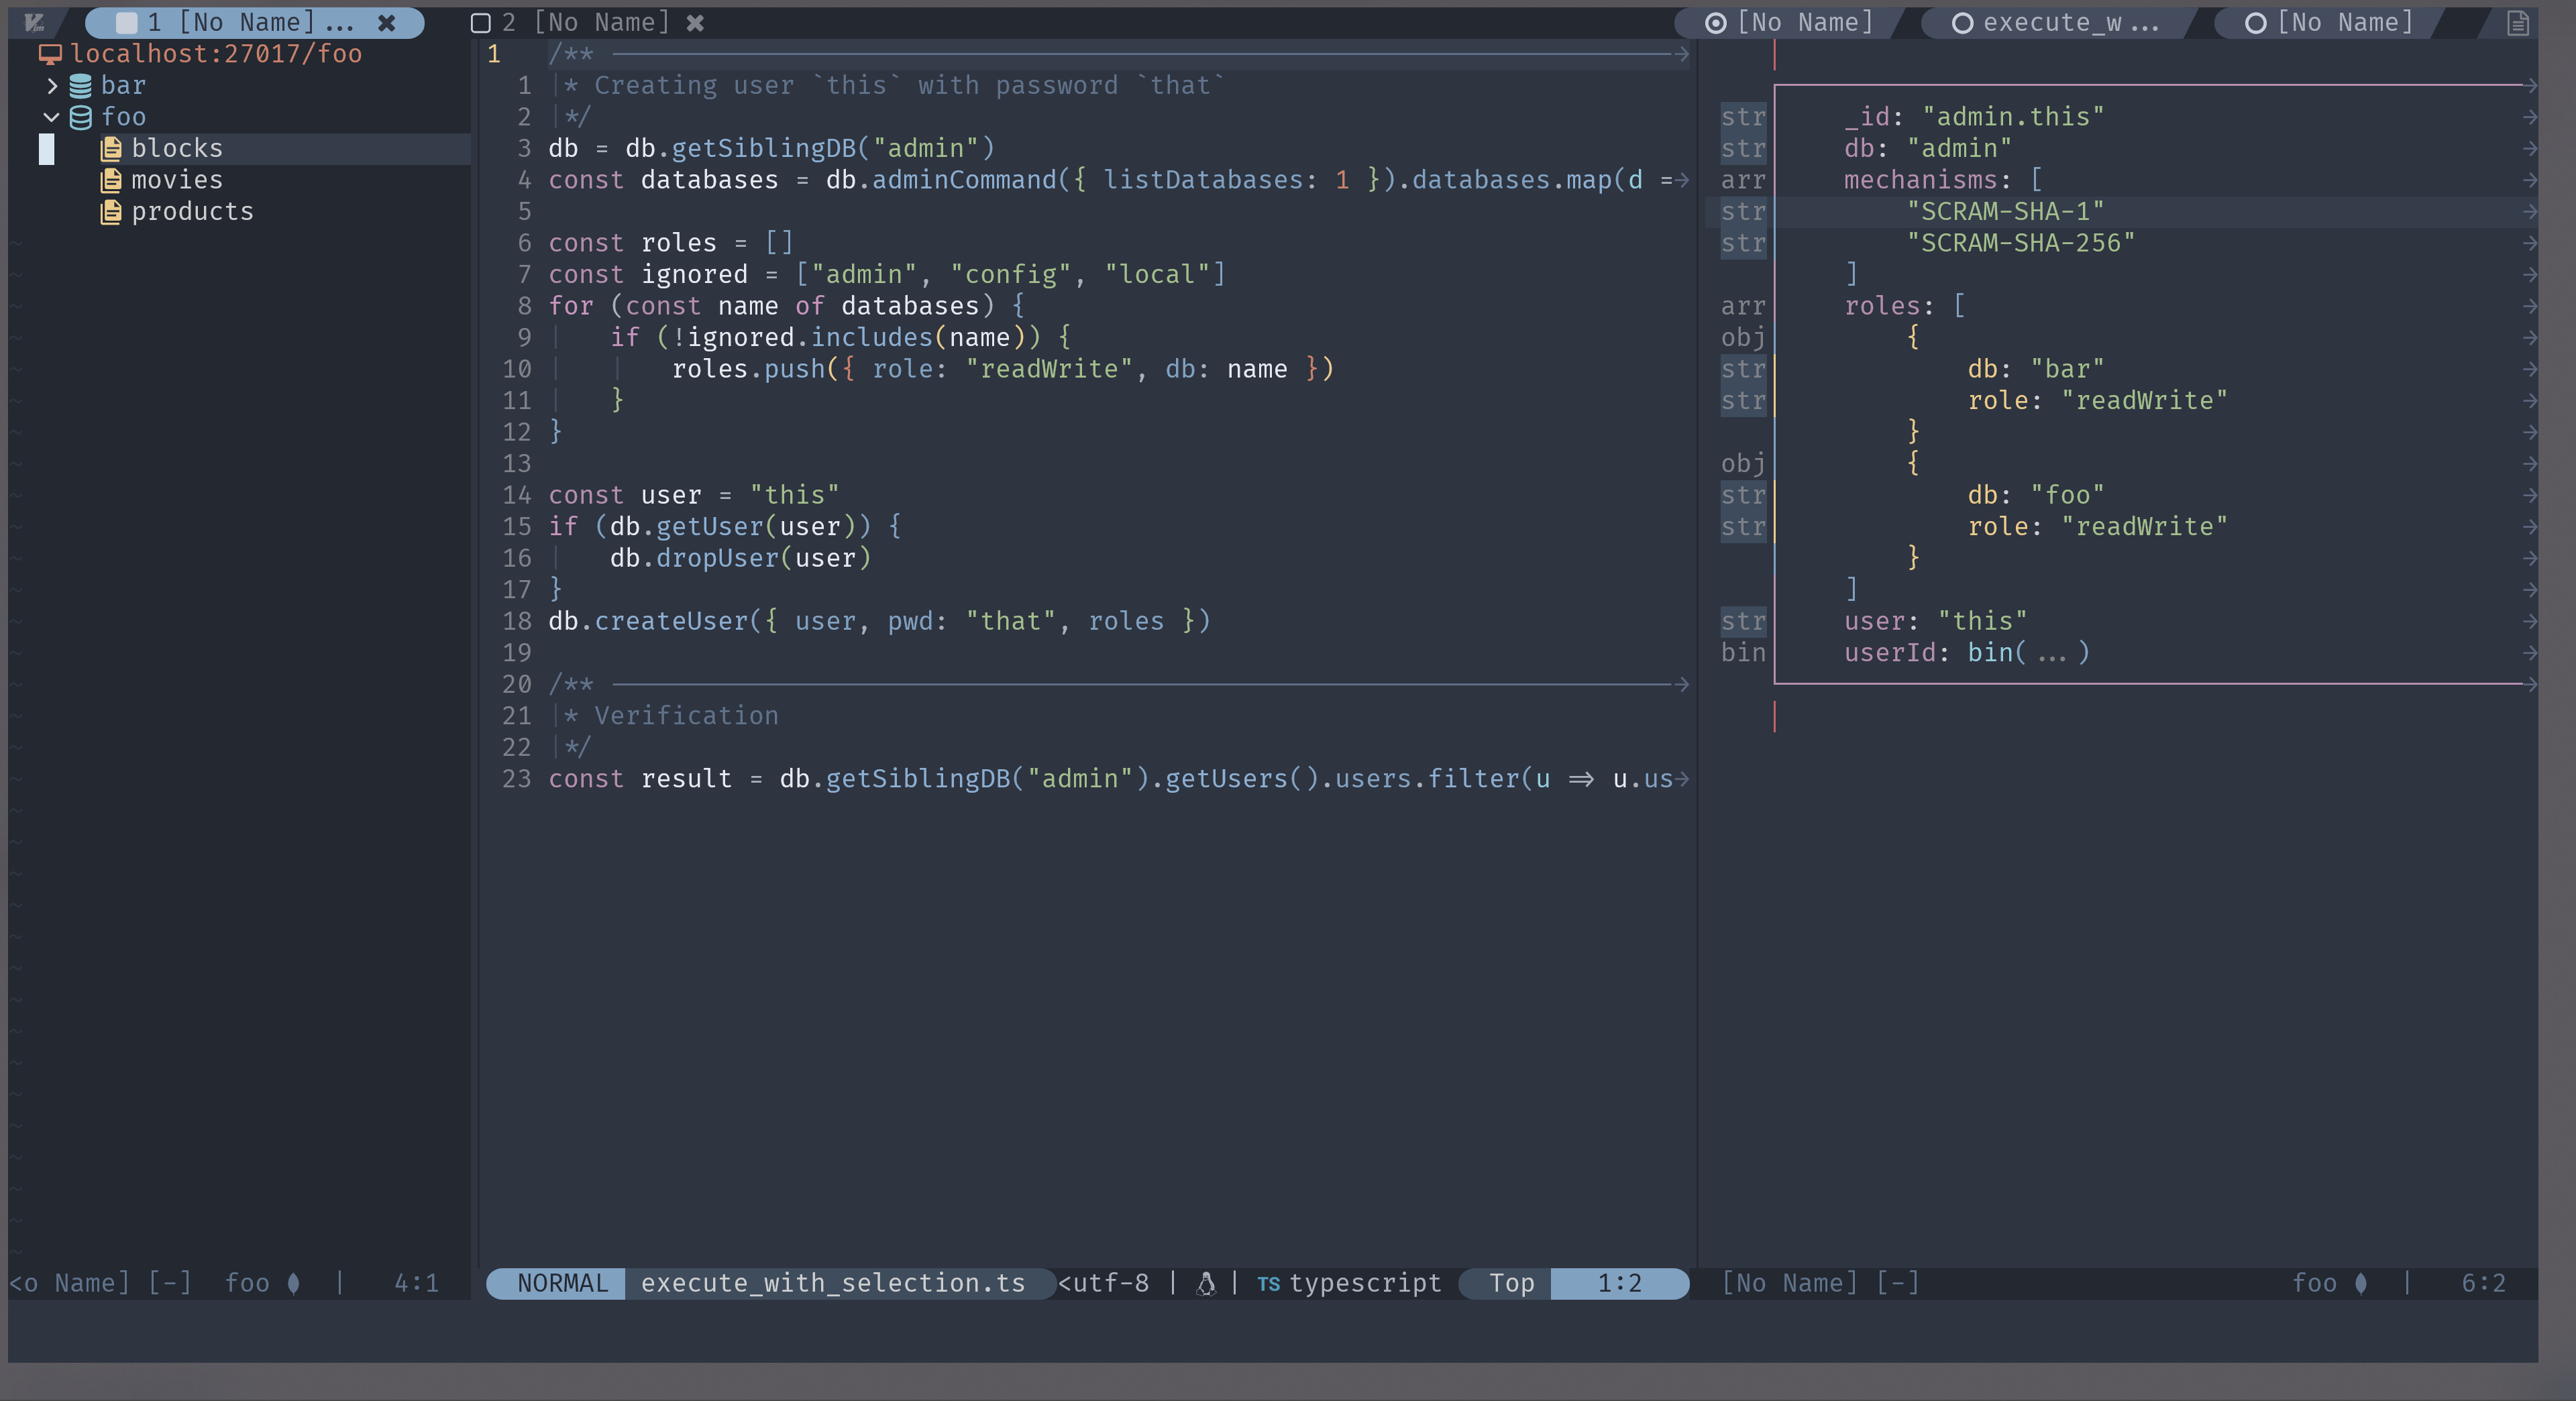 1 [No Name] ... ✖ 2 [No Name] ✖ [No Name] execute_w... [No Name]
localhost:27017/foo
bar
foo
blocks
movies
products
1 /**
1 * Creating user `this` with password `that`
2 */
3 db = db.getSiblingDB("admin")
4 const databases = db.adminCommand({ listDatabases: 1 }).databases.map(d =→
5
6 const roles = []
7 const ignored = ["admin", "config", "local"]
8 for (const name of databases) {
9 if (!ignored.includes(name)) {
10 roles.push({ role: "readWrite", db: name })
11 }
12 }
13
14 const user = "this"
15 if (db.getUser(user)) {
16 db.dropUser(user)
17 }
18 db.createUser({ user, pwd: "that", roles })
19
20 /**
21 * Verification
22 */
23 const result = db.getSiblingDB("admin").getUsers().users.filter(u => u.us→
str _id: "admin.this"
str db: "admin"
arr mechanisms: [
str "SCRAM-SHA-1"
str "SCRAM-SHA-256"
]
arr roles: [
obj {
str db: "bar"
str role: "readWrite"
}
obj {
str db: "foo"
str role: "readWrite"
}
]
str user: "this"
bin userId: bin(...)
<o Name] [-] foo | 4:1
NORMAL execute_with_selection.ts <utf-8 | | TS typescript Top 1:2
[No Name] [-] foo | 6:2